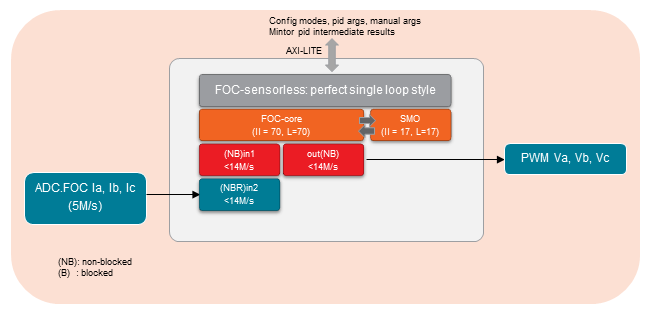 Config modes, pid args, manual args
Mintor pid intermediate results
AXI-LITE
FOC-sensorless: perfect single loop style
FOC-core
(II = 70, L=70)
SMO
(II = 17, L=17)
(NB)in1
<14M/s
out(NB)
<14M/s
PWM Va, Vb, Vc
ADC.FOC Ia, Ib, Ic
(5M/s)
(NBR)in2
<14M/s
(NB): non-blocked
(B) : blocked